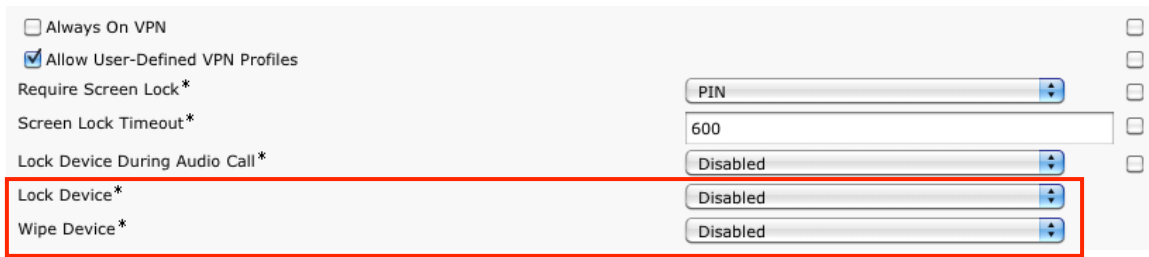 Always On VPN
Allow User-Defined VPN Profiles
Require Screen Lock* PIN
Screen Lock Timeout* 600
Lock Device During Audio Call* Disabled
Lock Device* Disabled
Wipe Device* Disabled